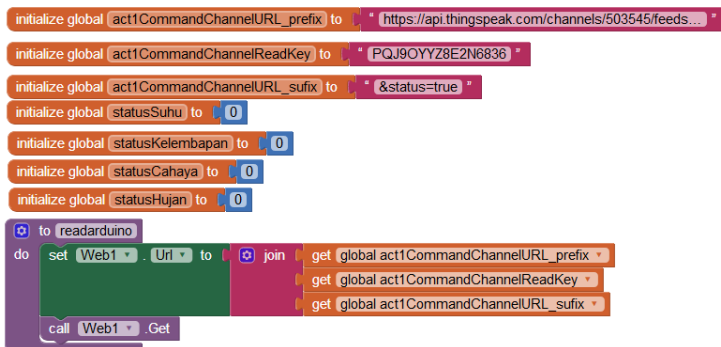 initialize global act1CommandChannelURL_prefix to " https://api.thingspeak.com/channels/503545/feeds... "
initialize global act1CommandChannelReadKey to " PQJ9OYYZ8E2N6836 "
initialize global act1CommandChannelURL_sufix to " &status=true "
initialize global statusSuhu to 0
initialize global statusKelembapan to 0
initialize global statusCahaya to 0
initialize global statusHujan to 0
to readarduino
do set Web1 . Url to join get global act1CommandChannelURL_prefix
get global act1CommandChannelReadKey
get global act1CommandChannelURL_sufix
call Web1 .Get